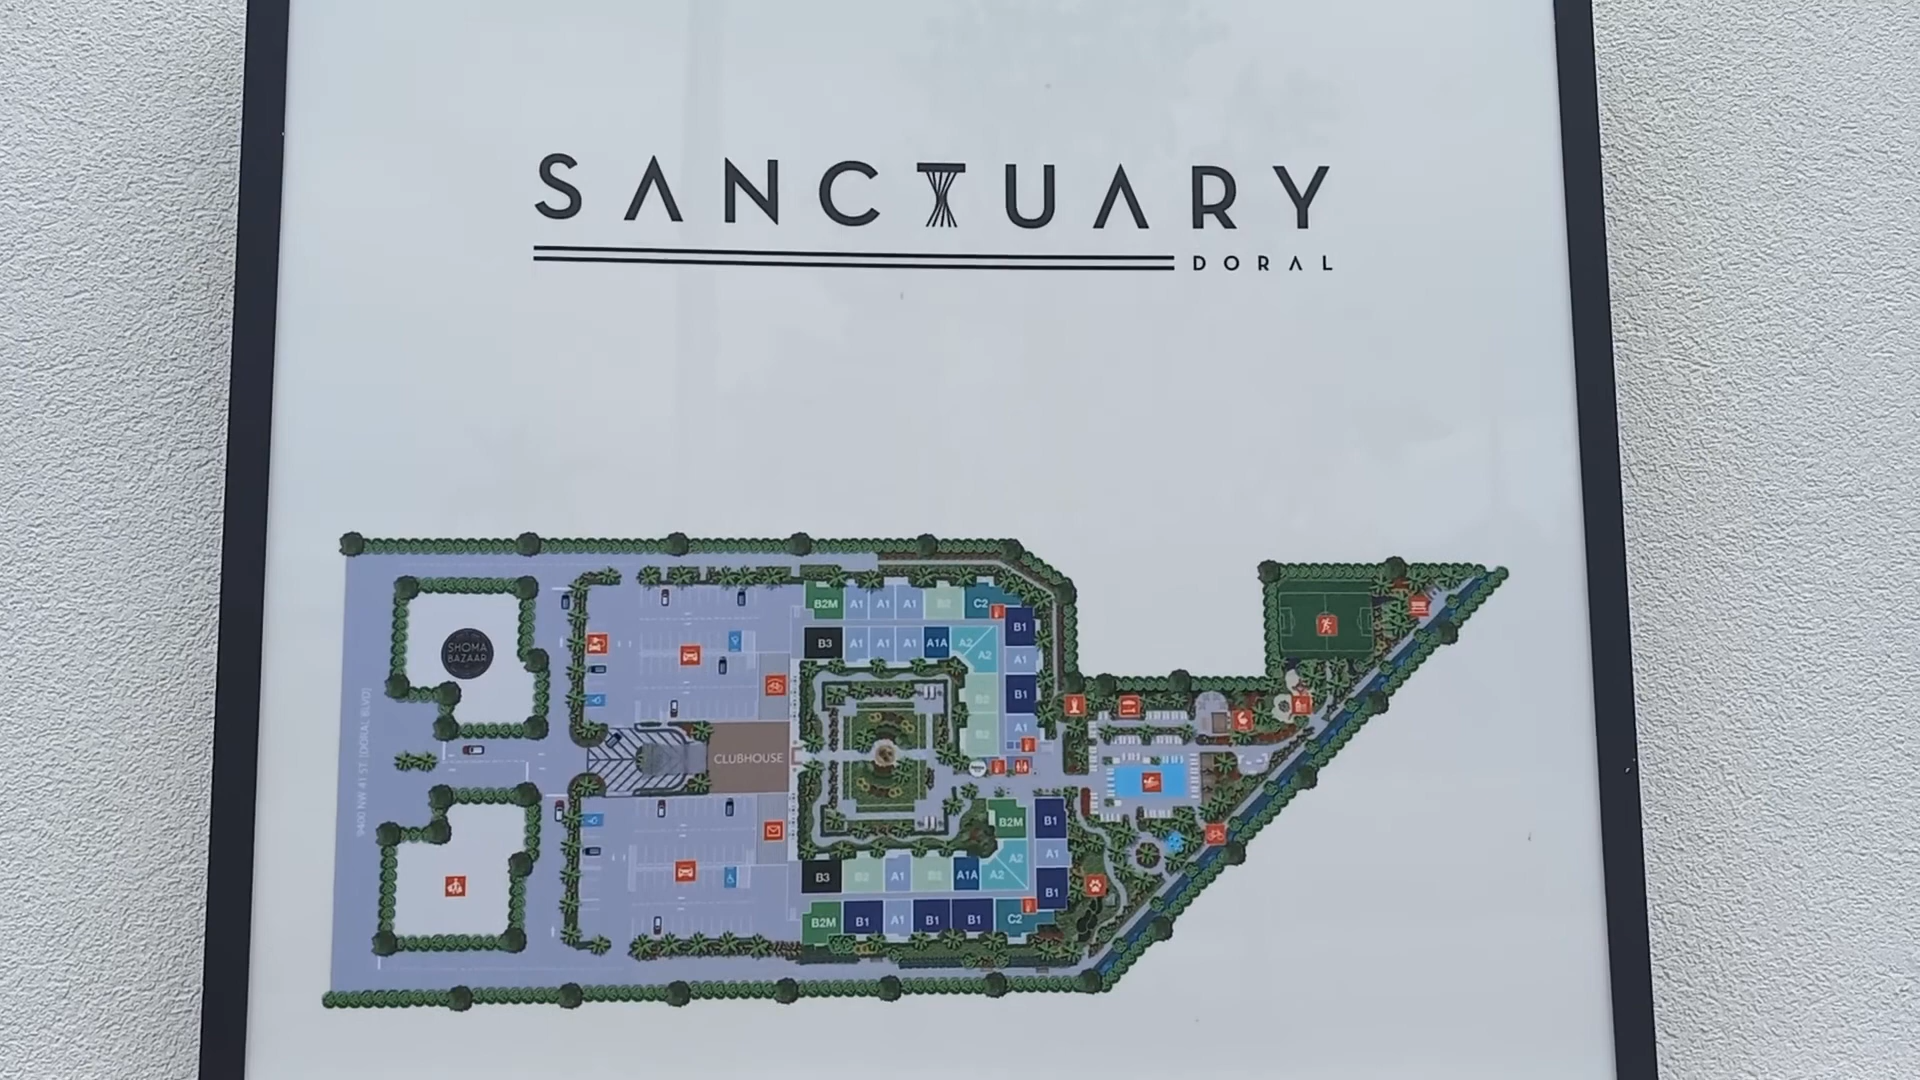 SANCTUARY
DORAL
B2M A1 A1 A1 B2 C2
B1
SHOMA
BAZAAR
B3 A1 A1 A1 A1A A2
A2
A1
B2 B1
B2 A1
CLUBHOUSE
9400 NW 41 ST. (DORAL BLVD)
B2M B1
A2 A1
B3 B2 A1 B2 A1A A2
B1
B2M B1 A1 B1 B1 C2